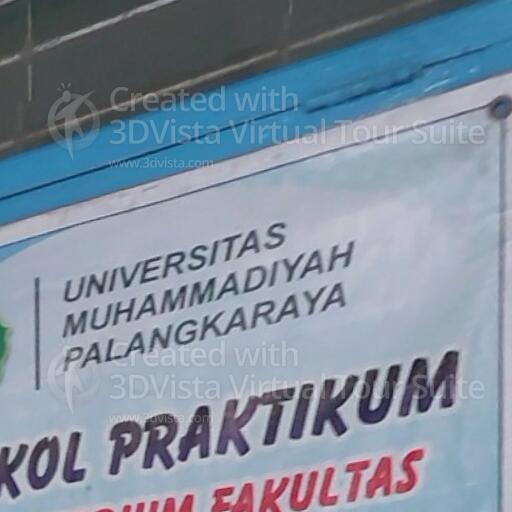 Created with
3DVista Virtual Tour Suite
www.3dvista.com
UNIVERSITAS
MUHAMMADIYAH
PALANGKARAYA
Created with
3DVista Virtual Tour Suite
www.3dvista.com
KOL PRAKTIKUM
FAKULTAS